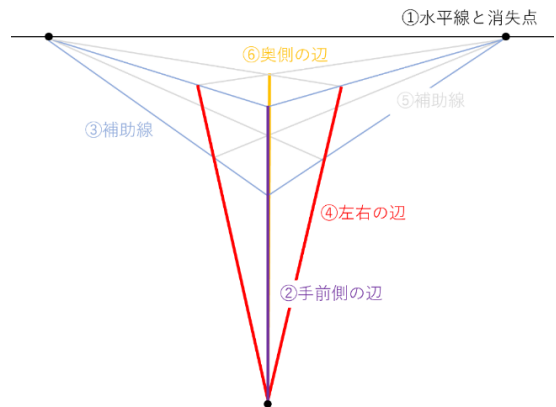 ①水平線と消失点
⑥奥側の辺
⑤補助線
③補助線
④左右の辺
②手前側の辺